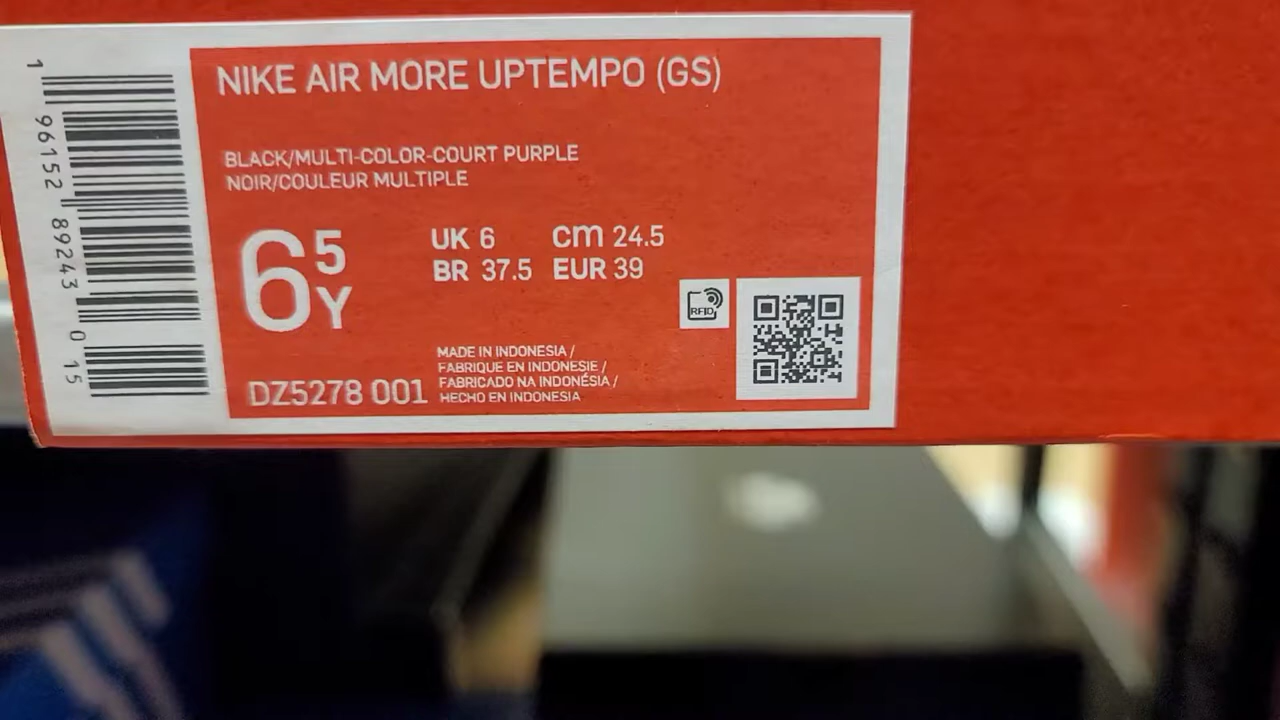 NIKE AIR MORE UPTEMPO (GS)
BLACK/MULTI-COLOR-COURT PURPLE
NOIR/COULEUR MULTIPLE
6 5 Y
UK 6 cm 24.5
BR 37.5 EUR 39
RFID
MADE IN INDONESIA /
FABRIQUE EN INDONESIE /
FABRICADO NA INDONÉSIA /
HECHO EN INDONESIA
DZ5278 001
1 96152 89243 0 15